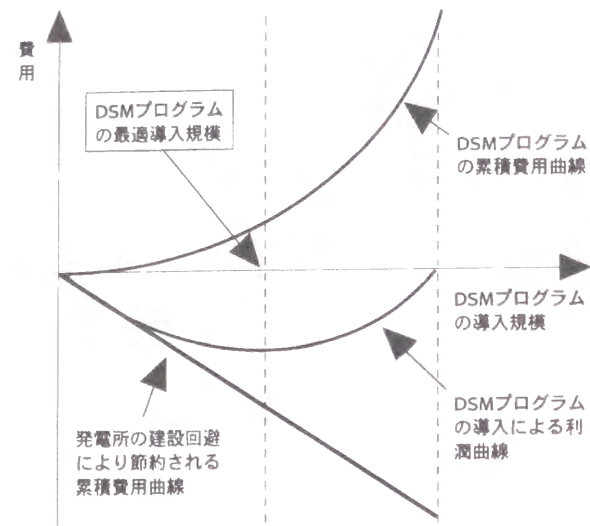 費
用
DSMプログラム
の最適導入規模
DSMプログラム
の累積費用曲線
DSMプログラム
の導入規模
DSMプログラム
の導入による利
潤曲線
発電所の建設回避
により節約される
累積費用曲線